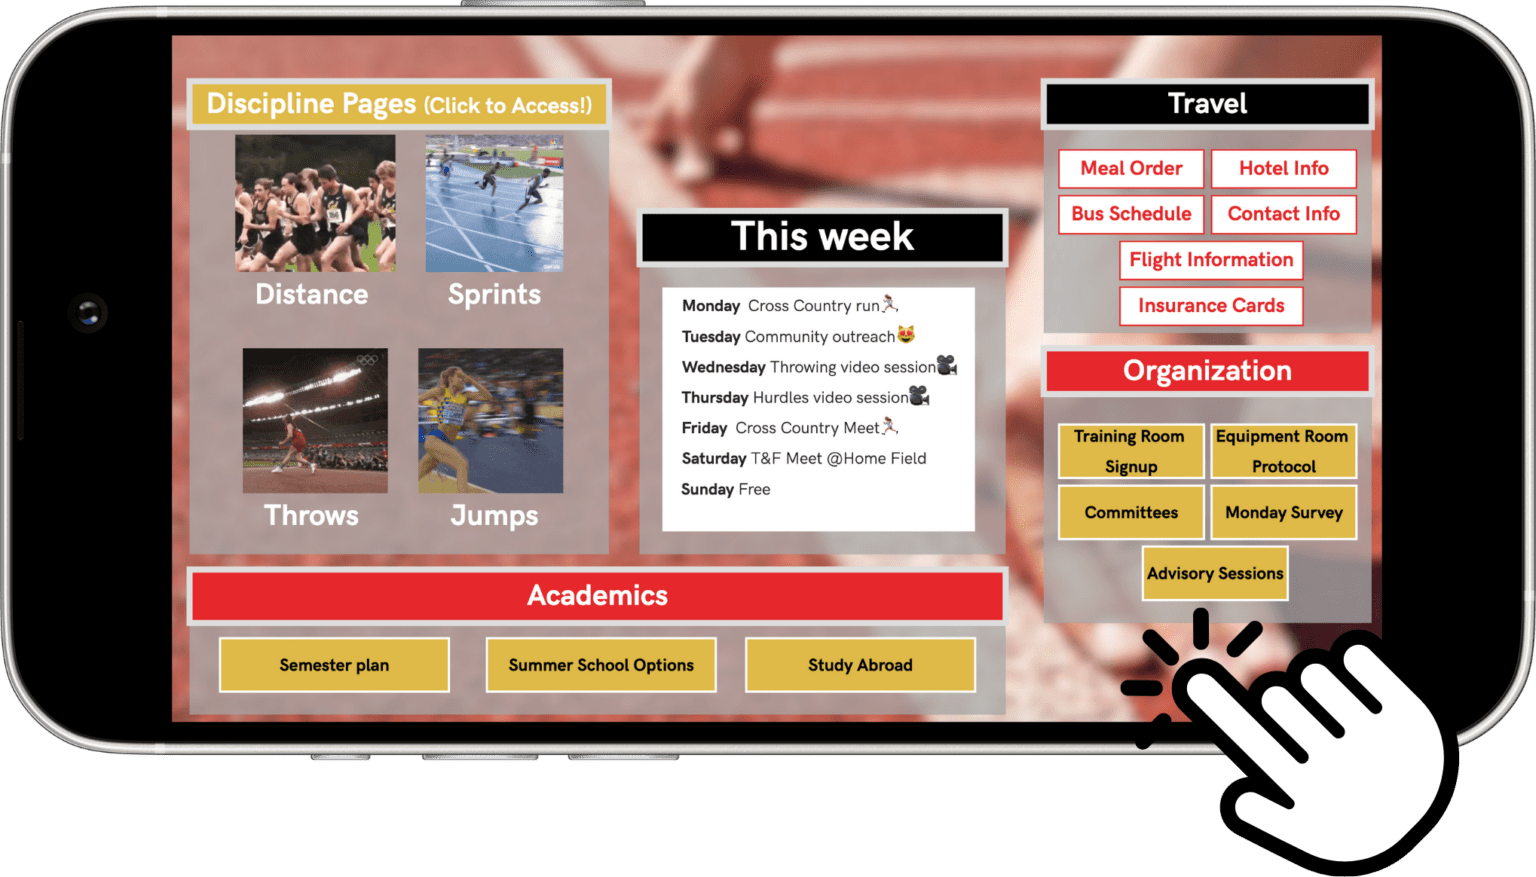 Discipline Pages (Click to Access!)
Distance
Sprints
Throws
Jumps
This week
Monday Cross Country run🏃🏻‍♀️
Tuesday Community outreach😻
Wednesday Throwing video session🎥
Thursday Hurdles video session🎥
Friday Cross Country Meet🏃🏻‍♀️
Saturday T&F Meet @Home Field
Sunday Free
Academics
Semester plan
Summer School Options
Study Abroad
Travel
Meal Order
Hotel Info
Bus Schedule
Contact Info
Flight Information
Insurance Cards
Organization
Training Room
Signup
Equipment Room
Protocol
Committees
Monday Survey
Advisory Sessions